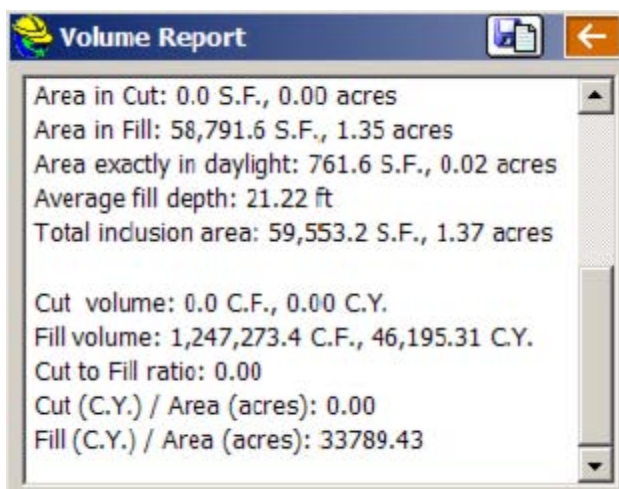 Volume Report
Area in Cut: 0.0 S.F., 0.00 acres
Area in Fill: 58,791.6 S.F., 1.35 acres
Area exactly in daylight: 761.6 S.F., 0.02 acres
Average fill depth: 21.22 ft
Total inclusion area: 59,553.2 S.F., 1.37 acres
Cut volume: 0.0 C.F., 0.00 C.Y.
Fill volume: 1,247,273.4 C.F., 46,195.31 C.Y.
Cut to Fill ratio: 0.00
Cut (C.Y.) / Area (acres): 0.00
Fill (C.Y.) / Area (acres): 33789.43